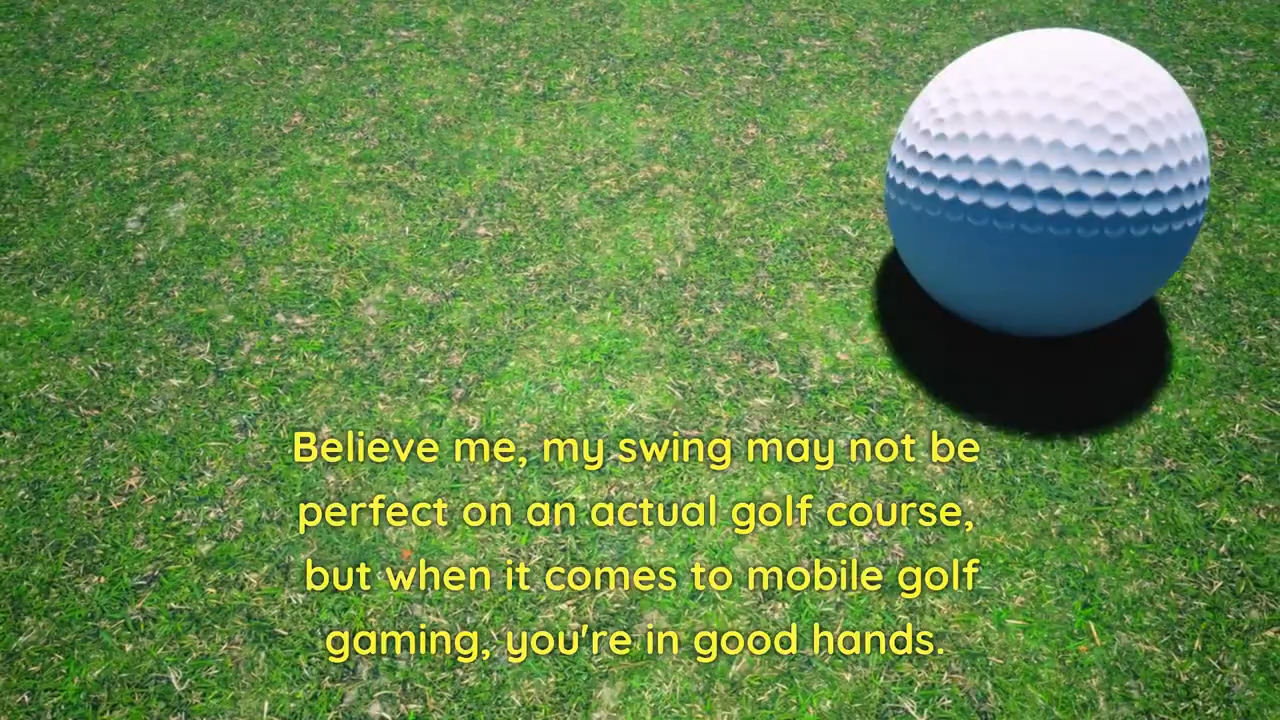 Believe me, my swing may not be
perfect on an actual golf course,
but when it comes to mobile golf
gaming, you're in good hands.